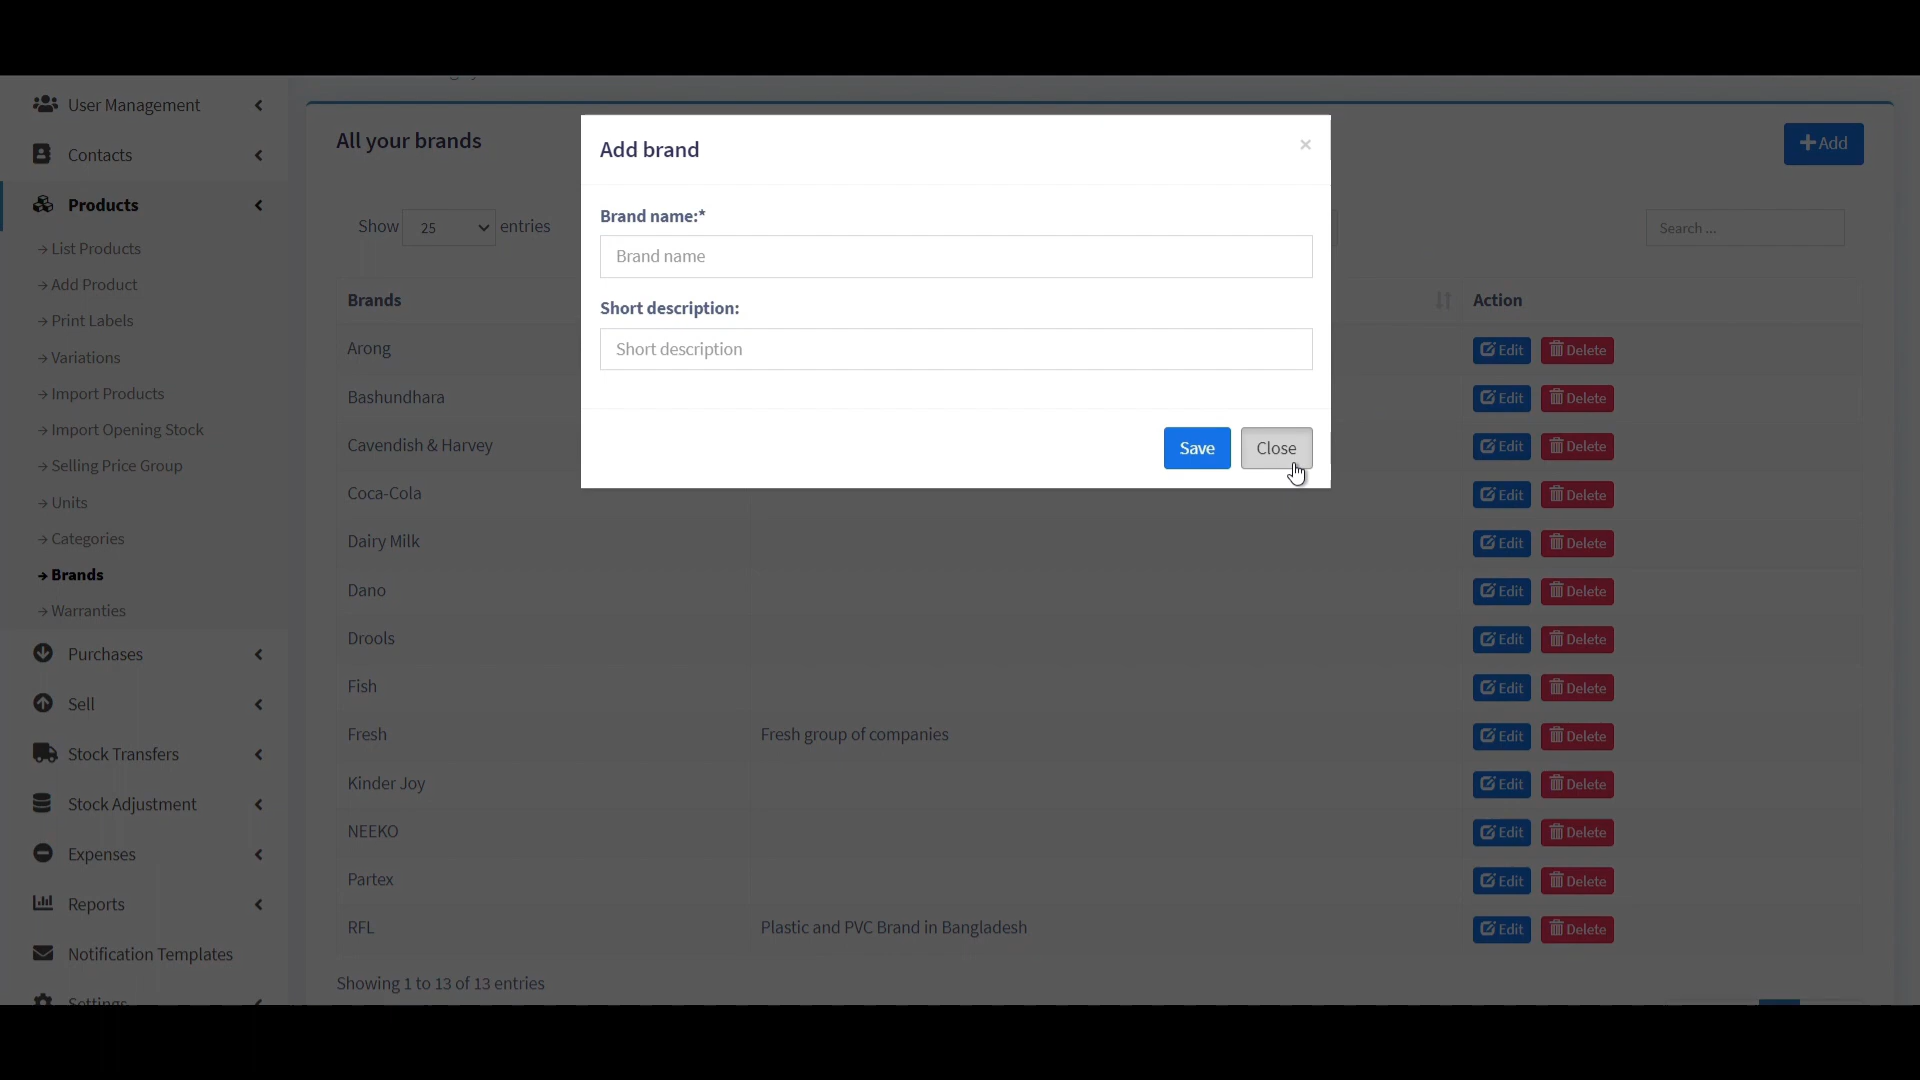 User Management
Contacts
Products
→ List Products
→ Add Product
→ Print Labels
→ Variations
→ Import Products
→ Import Opening Stock
→ Selling Price Group
→ Units
→ Categories
→ Brands
→ Warranties
Purchases
Sell
Stock Transfers
Stock Adjustment
Expenses
Reports
Notification Templates
Settings
All your brands
+ Add
Show 25 entries
Search ...
Brands
Action
Arong Edit Delete
Bashundhara Edit Delete
Cavendish & Harvey Edit Delete
Coca-Cola Edit Delete
Dairy Milk Edit Delete
Dano Edit Delete
Drools Edit Delete
Fish Edit Delete
Fresh Fresh group of companies Edit Delete
Kinder Joy Edit Delete
NEEKO Edit Delete
Partex Edit Delete
RFL Plastic and PVC Brand in Bangladesh Edit Delete
Showing 1 to 13 of 13 entries
Add brand ×
Brand name:*
Brand name
Short description:
Short description
Save Close